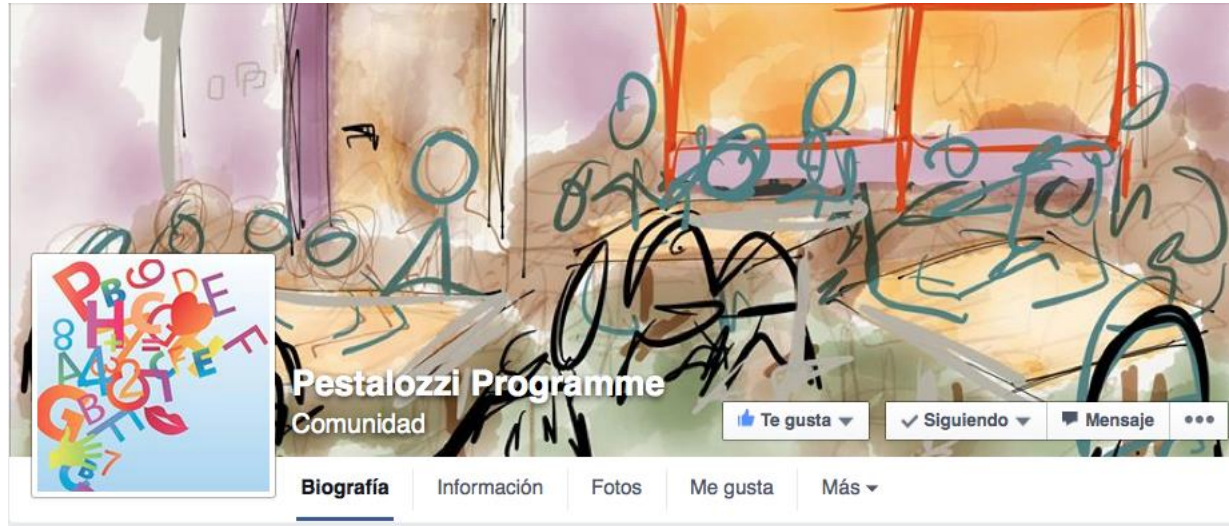 Pestalozzi Programme
Comunidad
Te gusta
Siguiendo
Mensaje
Biografía
Información
Fotos
Me gusta
Más